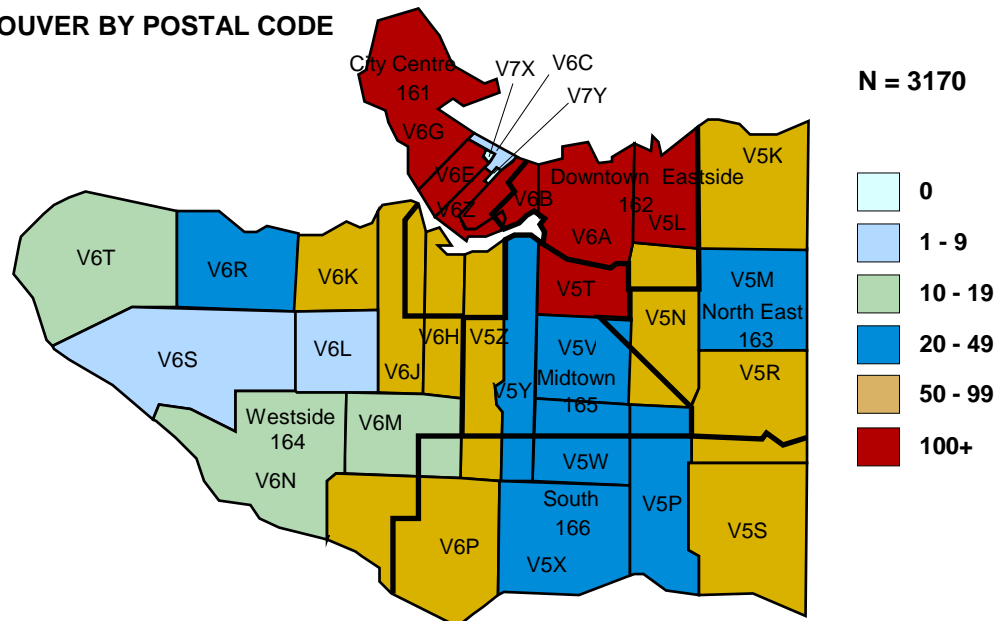 OUVER BY POSTAL CODE
City Centre
161
V7X
V6C
V7Y
N = 3170
V6G
V6E
V6Z
V6B
Downtown Eastside
162
V5L
V6A
V5K
V6T
V6R
V6K
V5T
V5M
North East
163
V6S
V6L
V6J
V6H
V5Z
V5Y
V5V
Midtown
165
V5N
V5R
Westside
164
V6M
V6N
V5W
South
166
V5P
V5S
V6P
V5X
0
1 - 9
10 - 19
20 - 49
50 - 99
100+